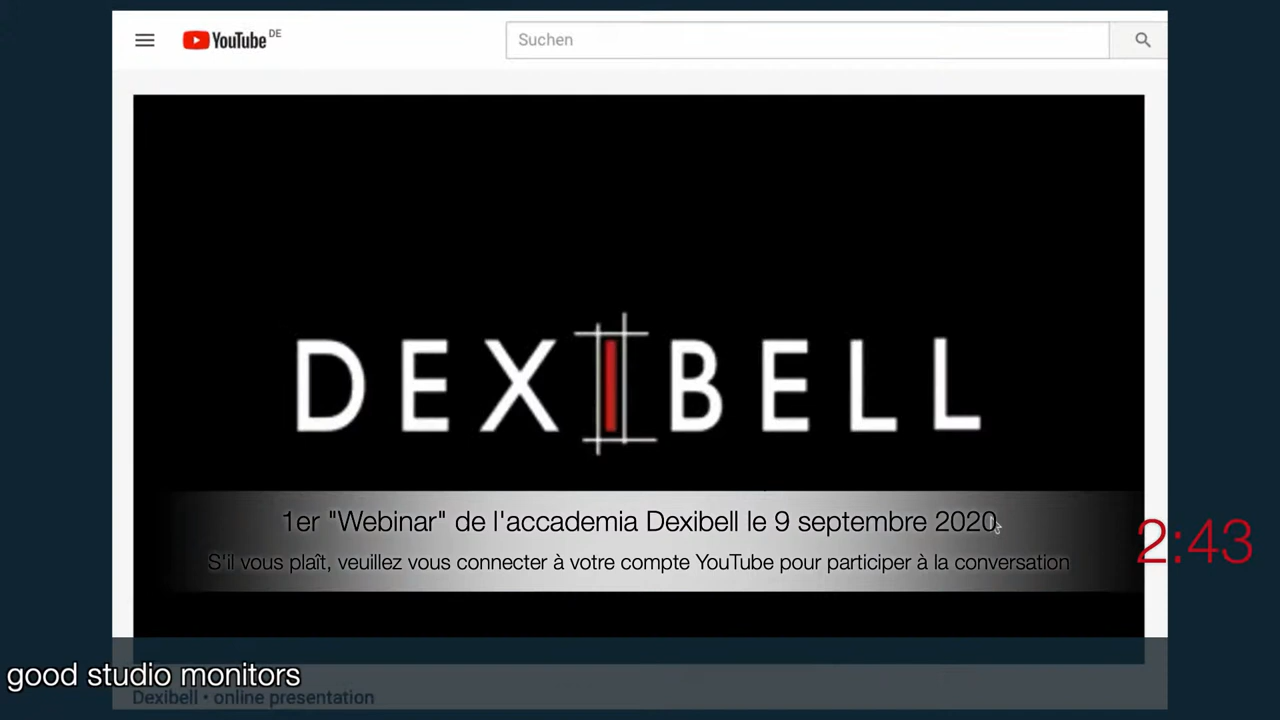 YouTube DE
Suchen
DEXIBELL
1er "Webinar" de l'accademia Dexibell le 9 septembre 2020
S'il vous plaît, veuillez vous connecter à votre compte YouTube pour participer à la conversation
2:43
good studio monitors
Dexibell • online presentation